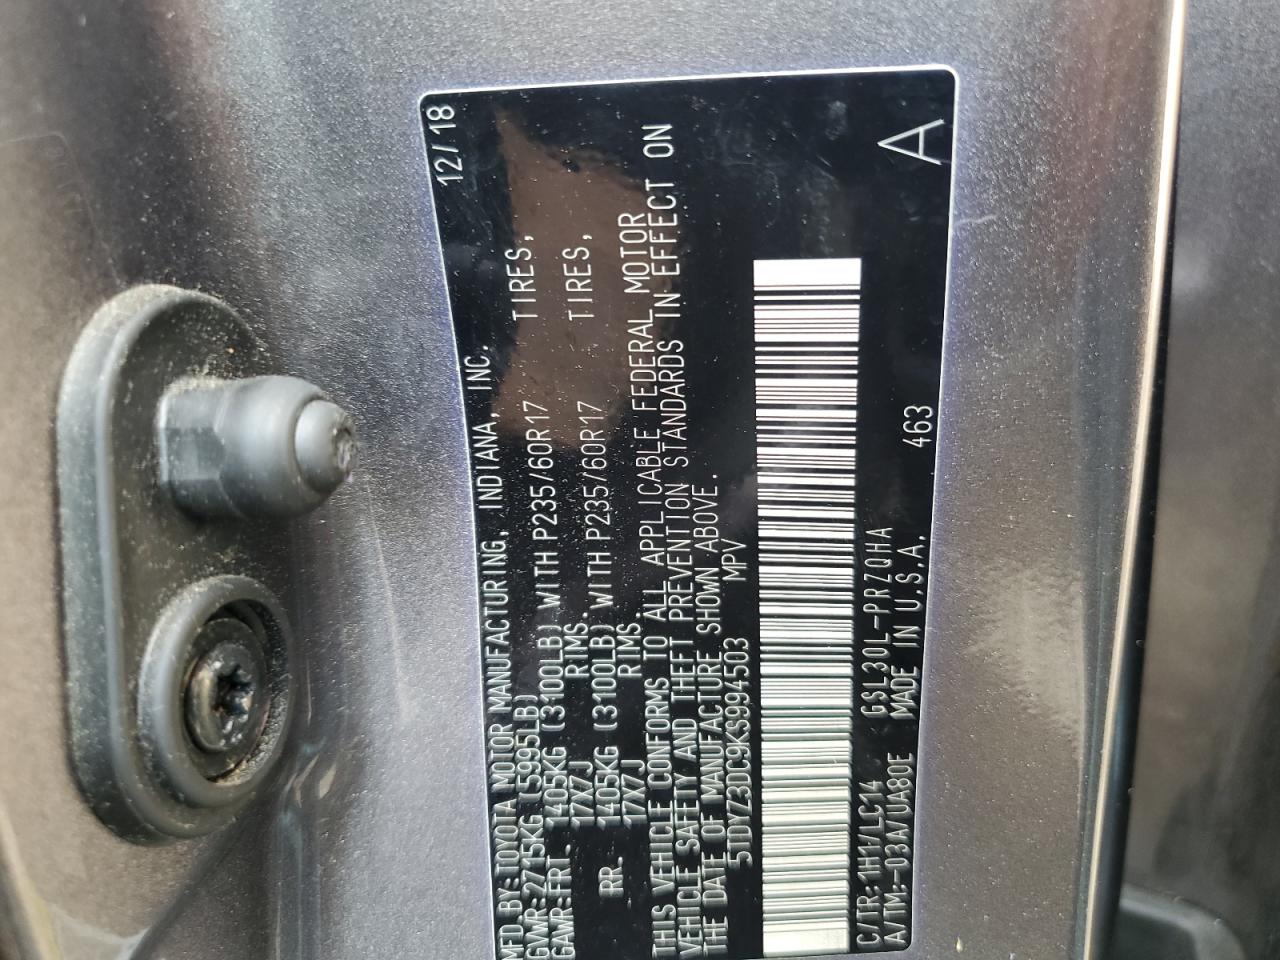 MFD BY: TOYOTA MOTOR MANUFACTURING, INDIANA, INC. 12/18
GVWR: 2715KG (5995LB)
GAWR: FRT. 1405KG (3100LB) WITH P235/60R17 TIRES,
17X7J RIMS.
RR. 1405KG (3100LB) WITH P235/60R17 TIRES,
17X7J RIMS.
THIS VEHICLE CONFORMS TO ALL APPLICABLE FEDERAL MOTOR
VEHICLE SAFETY AND THEFT PREVENTION STANDARDS IN EFFECT ON
THE DATE OF MANUFACTURE SHOWN ABOVE.
5TDYZ3DC9KS994503 MPV
C/TR: 1H1/LC14 GSL30L-PRZQHA 463
A/TM: -03A/UA80E MADE IN U.S.A. A